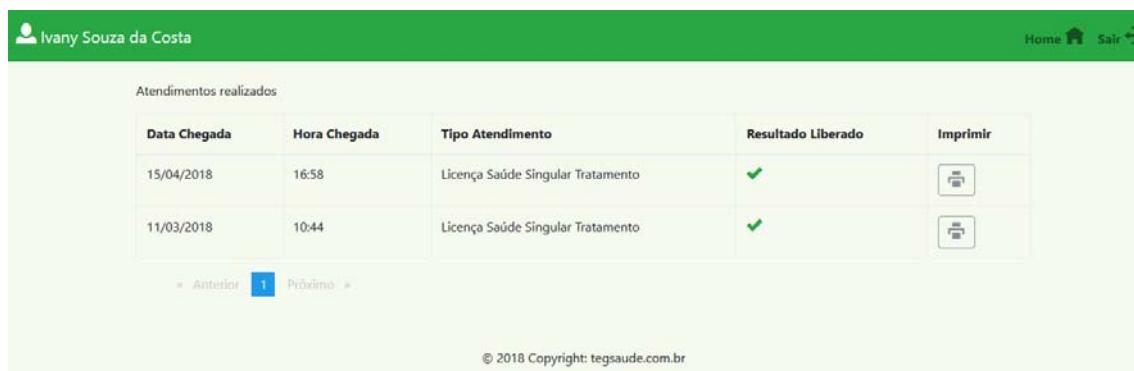 Ivany Souza da Costa Home Sair
Atendimentos realizados
Data Chegada Hora Chegada Tipo Atendimento Resultado Liberado Imprimir
15/04/2018 16:58 Licença Saúde Singular Tratamento
11/03/2018 10:44 Licença Saúde Singular Tratamento
« Anterior 1 Próximo »
© 2018 Copyright: tegsaude.com.br